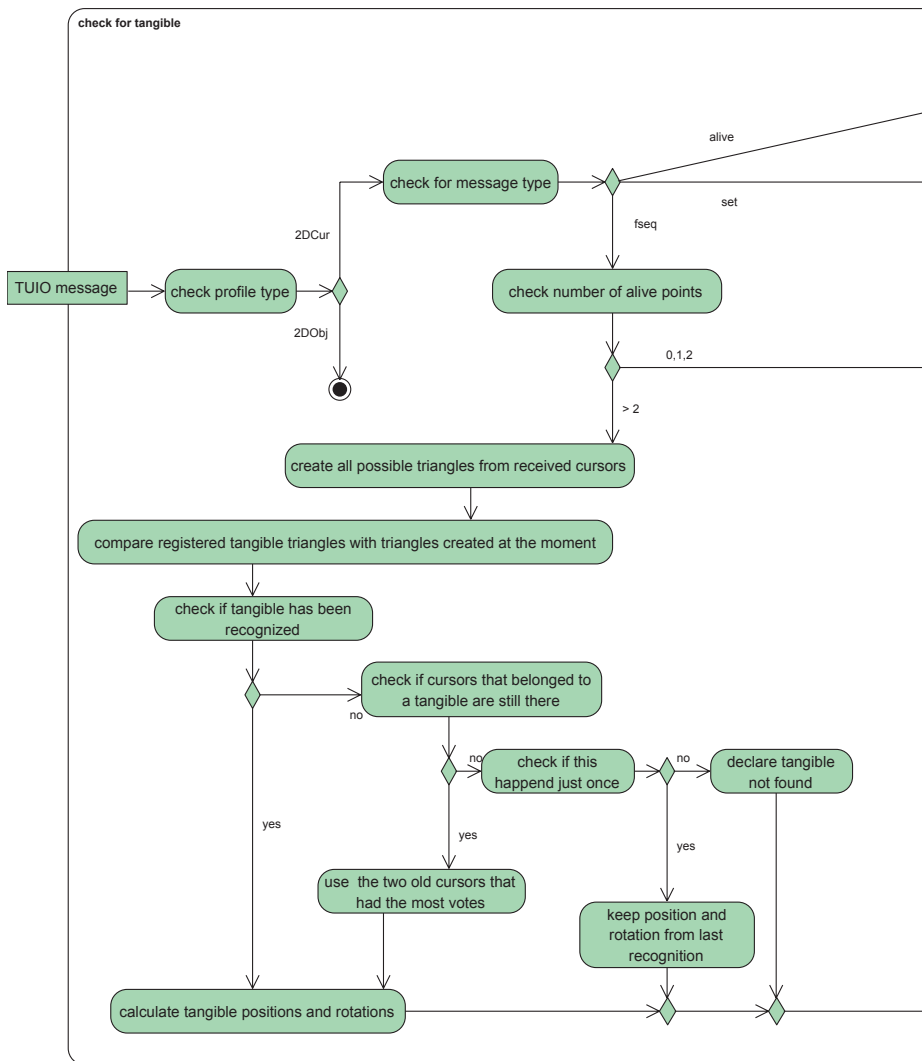 check for tangible
alive
check for message type
set
2DCur
fseq
TUIO message
check profile type
check number of alive points
2DObj
0,1,2
> 2
create all possible triangles from received cursors
compare registered tangible triangles with triangles created at the moment
check if tangible has been
recognized
check if cursors that belonged to
a tangible are still there
no
no
check if this
happend just once
no
declare tangible
not found
yes
yes
yes
use the two old cursors that
had the most votes
keep position and
rotation from last
recognition
calculate tangible positions and rotations